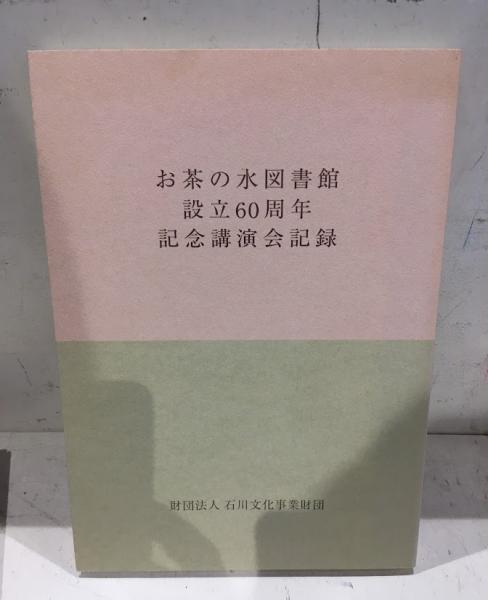 お茶の水図書館
設立60周年
記念講演会記録
財団法人 石川文化事業財団